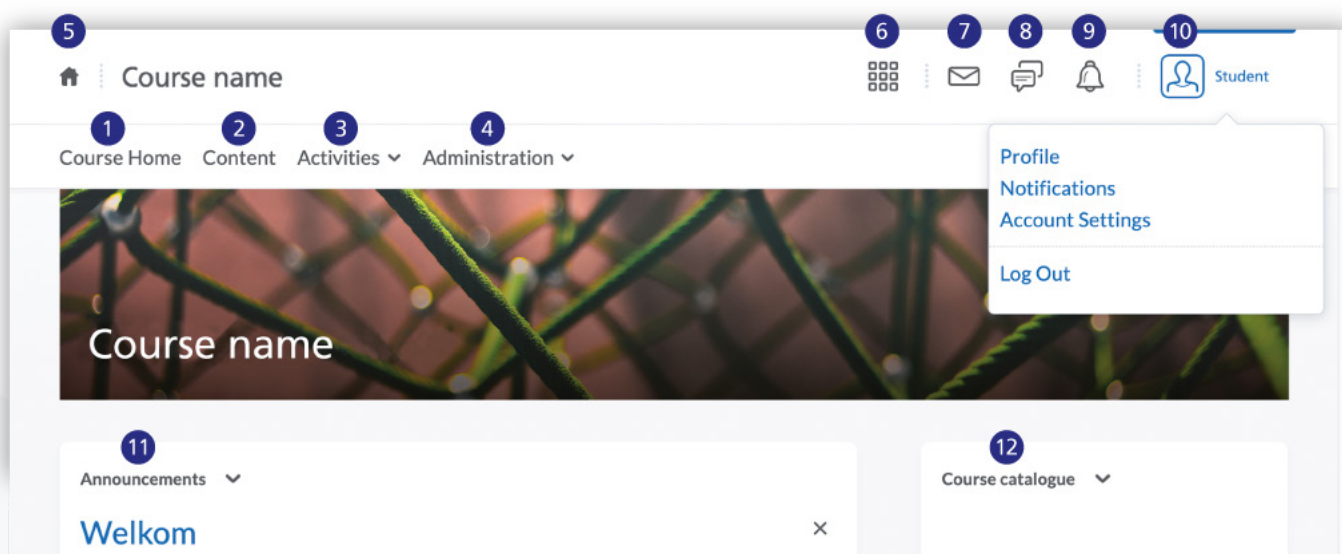 5 6 7 8 9 10
Course name Student
1 2 3 4
Course Home Content Activities Administration
Profile
Notifications
Account Settings
Log Out
Course name
11 12
Announcements Course catalogue
Welkom